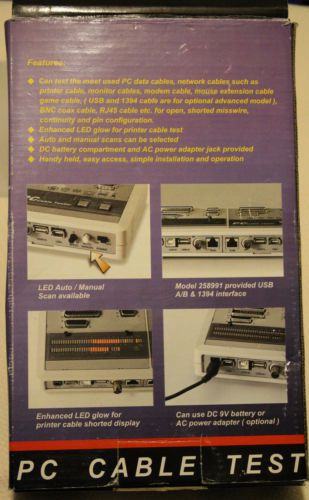 Features:
Can test the most used PC data cables, network cables such as
printer cable, monitor cables, modem cable, mouse extension cable
game cable, ( USB and 1394 cable are for optional advanced model ),
BNC coax cable, RJ45 cable etc. for open, shorted misswire,
continuity and pin configuration.
Enhanced LED glow for printer cable test
Auto and manual scans can be selected
DC battery compartment and AC power adapter jack provided
Handy held, easy access, simple installation and operation
LED Auto / Manual
Scan available
Model 258991 provided USB
A/B & 1394 interface
Enhanced LED glow for
printer cable shorted display
Can use DC 9V battery or
AC power adapter ( optional )
PC CABLE TEST